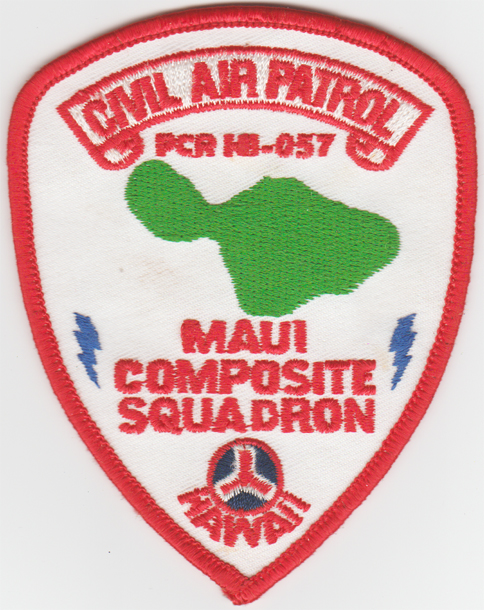 CIVIL AIR PATROL
PCR HI-057
MAUI
COMPOSITE
SQUADRON
HAWAII